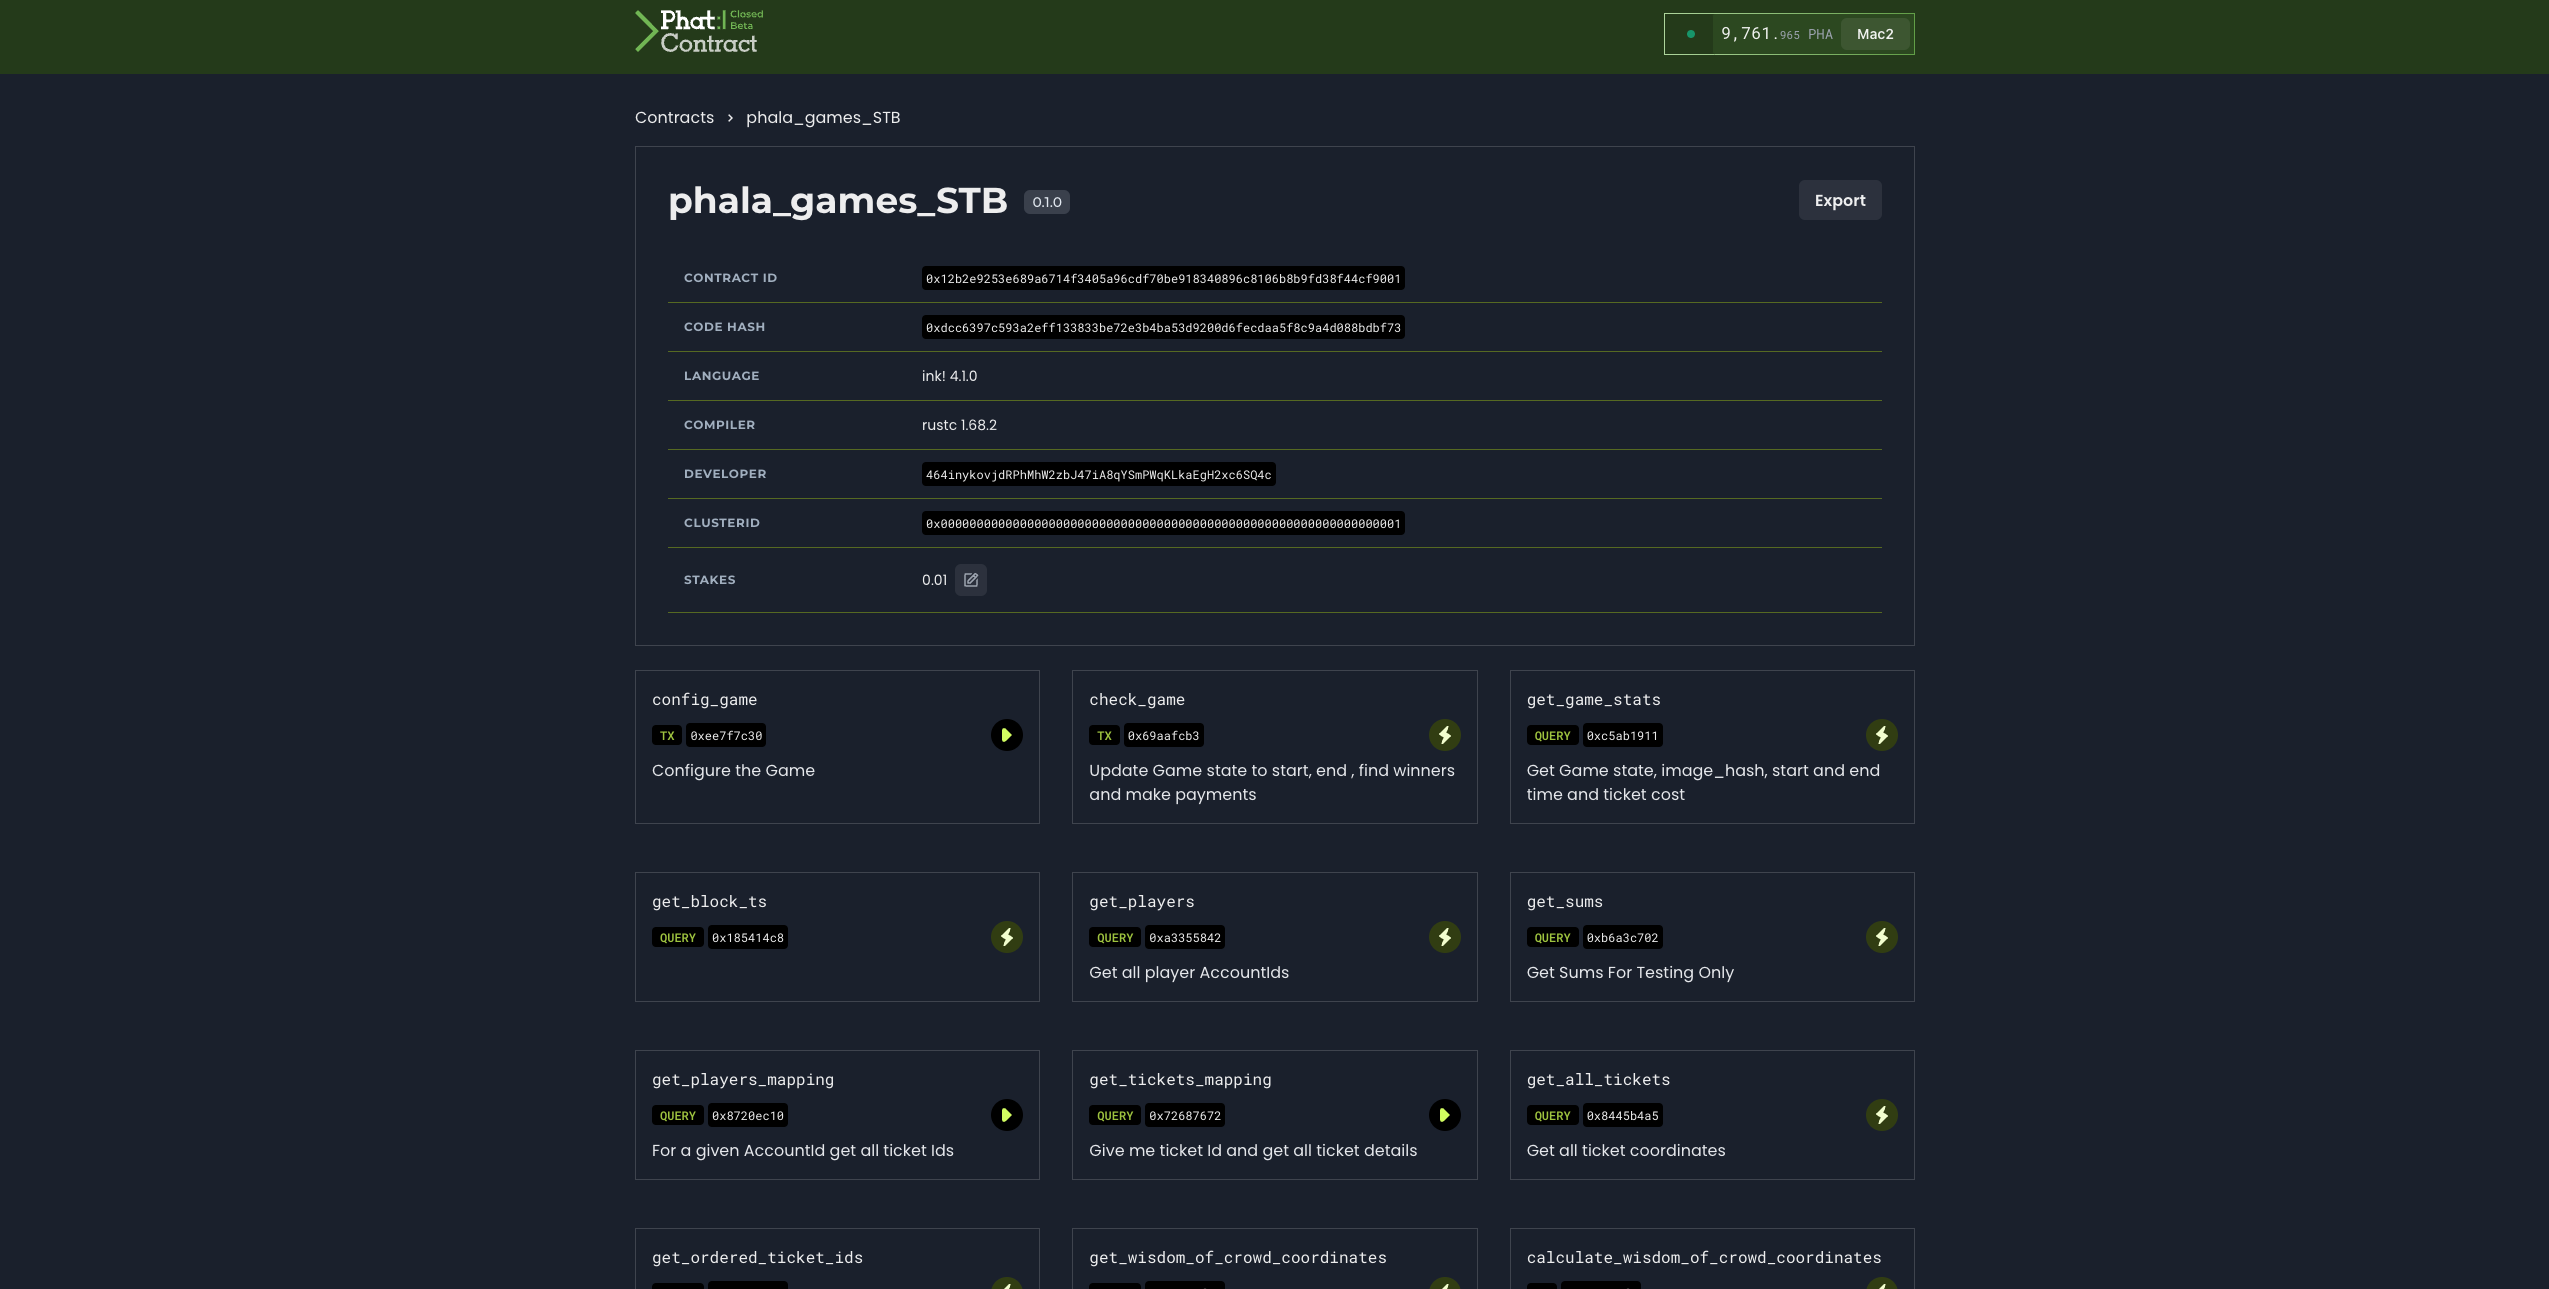 Phat Closed
Beta
Contract
9,761.965 PHA Mac2
Contracts › phala_games_STB
phala_games_STB 0.1.0 Export
CONTRACT ID 0x12b2e9253e689a6714f3405a96cdf70be918340896c8106b8b9fd38f44cf9001
CODE HASH 0xdcc6397c593a2eff133833be72e3b4ba53d9200d6fecdaa5f8c9a4d088bdbf73
LANGUAGE ink! 4.1.0
COMPILER rustc 1.68.2
DEVELOPER 464inykovjdRPhMhW2zbJ47iA8qYSmPWqKLkaEgH2xc6SQ4c
CLUSTERID 0x0000000000000000000000000000000000000000000000000000000000000001
STAKES 0.01
config_game
TX 0xee7f7c30
Configure the Game
check_game
TX 0x69aafcb3
Update Game state to start, end , find winners
and make payments
get_game_stats
QUERY 0xc5ab1911
Get Game state, image_hash, start and end
time and ticket cost
get_block_ts
QUERY 0x185414c8
get_players
QUERY 0xa3355842
Get all player AccountIds
get_sums
QUERY 0xb6a3c702
Get Sums For Testing Only
get_players_mapping
QUERY 0x8720ec10
For a given AccountId get all ticket Ids
get_tickets_mapping
QUERY 0x72687672
Give me ticket Id and get all ticket details
get_all_tickets
QUERY 0x8445b4a5
Get all ticket coordinates
get_ordered_ticket_ids
get_wisdom_of_crowd_coordinates
calculate_wisdom_of_crowd_coordinates